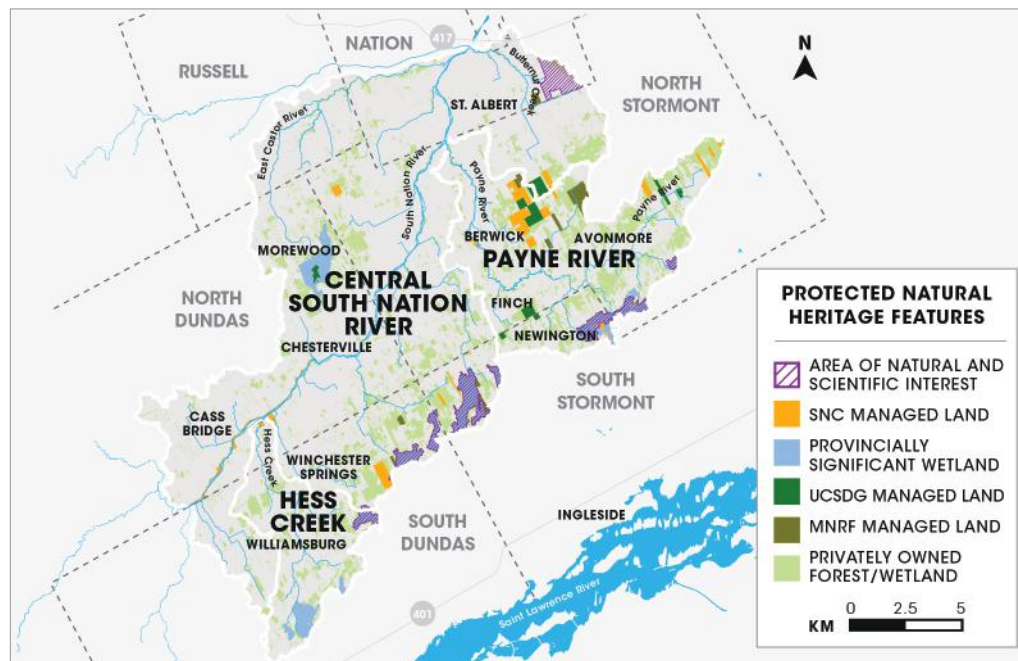 NATION
417
RUSSELL
N
Butternut Creek
NORTH
STORMONT
ST. ALBERT
East Castor River
South Nation River
Payne River
Payne River
BERWICK
AVONMORE
PAYNE RIVER
MOREWOOD
CENTRAL
SOUTH NATION
RIVER
NORTH
DUNDAS
FINCH
NEWINGTON
CHESTERVILLE
SOUTH
STORMONT
CASS
BRIDGE
Hess Creek
WINCHESTER
SPRINGS
HESS
CREEK
WILLIAMSBURG
SOUTH
DUNDAS
INGLESIDE
401
Saint Lawrence River
PROTECTED NATURAL
HERITAGE FEATURES
AREA OF NATURAL AND
SCIENTIFIC INTEREST
SNC MANAGED LAND
PROVINCIALLY
SIGNIFICANT WETLAND
UCSDG MANAGED LAND
MNRF MANAGED LAND
PRIVATELY OWNED
FOREST/WETLAND
0 2.5 5
KM